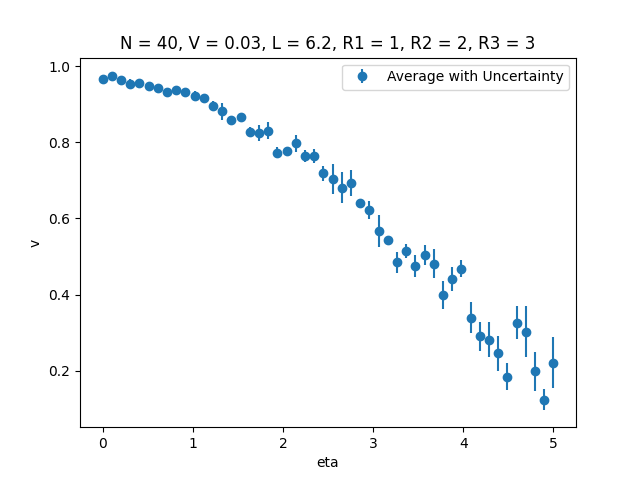 N = 40, V = 0.03, L = 6.2, R1 = 1, R2 = 2, R3 = 3
Average with Uncertainty
1.0
0.8
0.6
0.4
0.2
v
0 1 2 3 4 5
eta